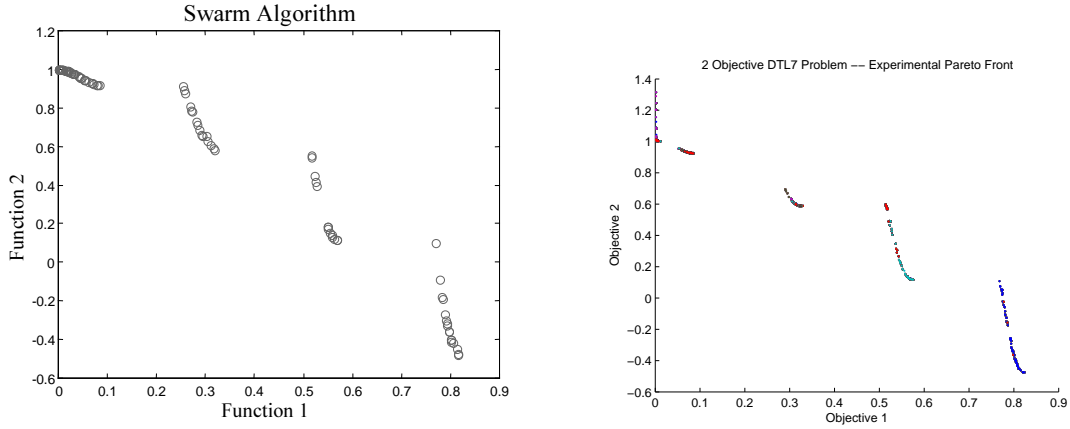 Swarm Algorithm
1.2
1
0.8
0.6
0.4
0.2
0
−0.2
−0.4
−0.6
Function 2
0 0.1 0.2 0.3 0.4 0.5 0.6 0.7 0.8 0.9
Function 1
2 Objective DTL7 Problem −− Experimental Pareto Front
1.4
1.2
1
0.8
0.6
0.4
0.2
0
−0.2
−0.4
−0.6
Objective 2
0 0.1 0.2 0.3 0.4 0.5 0.6 0.7 0.8 0.9
Objective 1